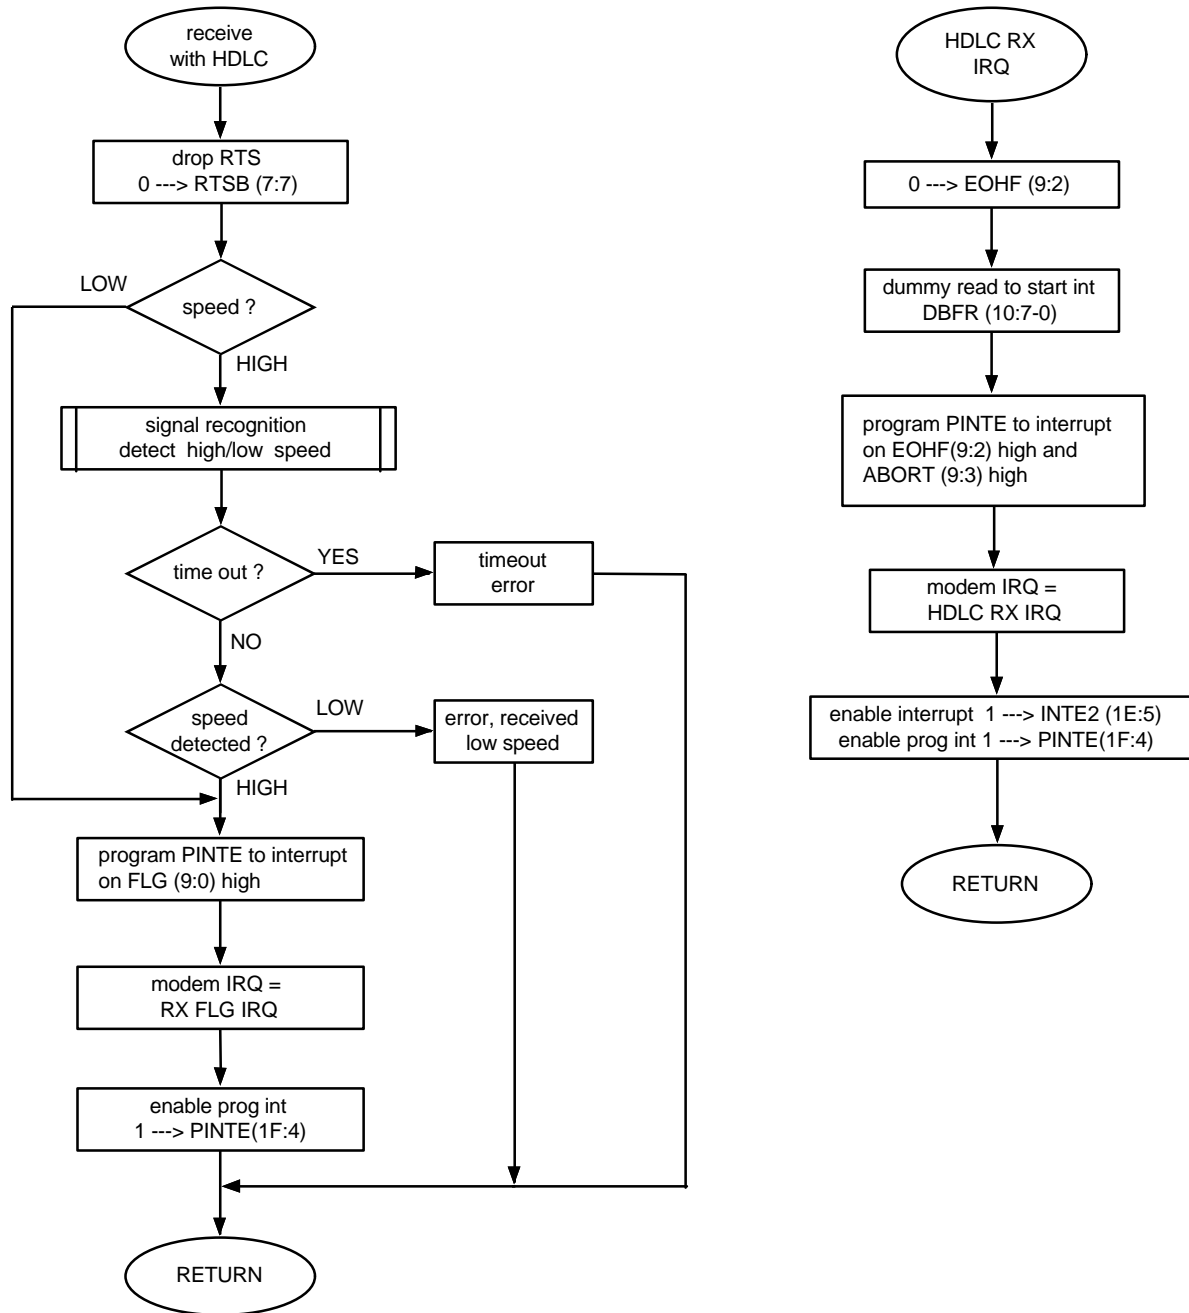 receive
with HDLC
drop RTS
0 ---> RTSB (7:7)
LOW
speed ?
HIGH
signal recognition
detect high/low speed
time out ?
YES
timeout
error
NO
speed
detected ?
LOW
error, received
low speed
HIGH
program PINTE to interrupt
on FLG (9:0) high
modem IRQ =
RX FLG IRQ
enable prog int
1 ---> PINTE(1F:4)
RETURN
HDLC RX
IRQ
0 ---> EOHF (9:2)
dummy read to start int
DBFR (10:7-0)
program PINTE to interrupt
on EOHF(9:2) high and
ABORT (9:3) high
modem IRQ =
HDLC RX IRQ
enable interrupt 1 ---> INTE2 (1E:5)
enable prog int 1 ---> PINTE(1F:4)
RETURN